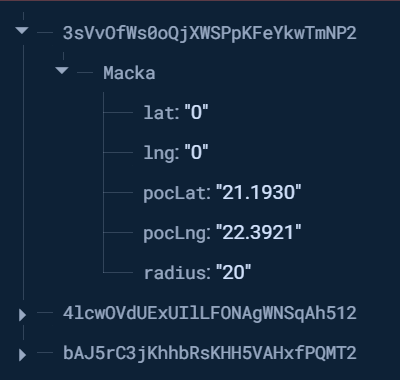 3sVvOfWs0oQjXWSPpKFeYkwTmNP2
Macka
lat: "0"
lng: "0"
pocLat: "21.1930"
pocLng: "22.3921"
radius: "20"
4lcwOVdUExUIlLFONAgWNSqAh512
bAJ5rC3jKhhbRsKHH5VAHxfPQMT2